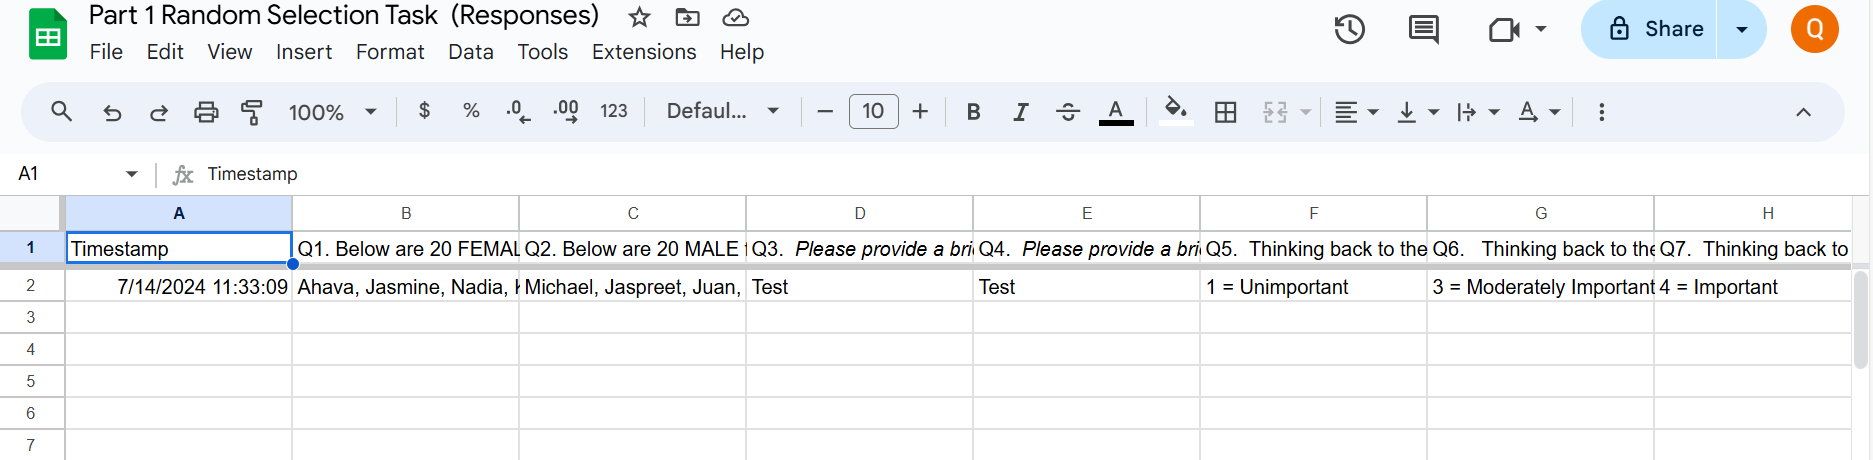 Part 1 Random Selection Task (Responses)
Share
Q
File Edit View Insert Format Data Tools Extensions Help
100% $ % .0 .00 123 Defaul... 10 B I A A
A1 fx Timestamp
A B C D E F G H
1 Timestamp Q1. Below are 20 FEMAL Q2. Below are 20 MALE Q3. Please provide a bri Q4. Please provide a bri Q5. Thinking back to the Q6. Thinking back to the Q7. Thinking back to
2 7/14/2024 11:33:09 Ahava, Jasmine, Nadia, Michael, Jaspreet, Juan, Test Test 1 = Unimportant 3 = Moderately Important 4 = Important
3
4
5
6
7